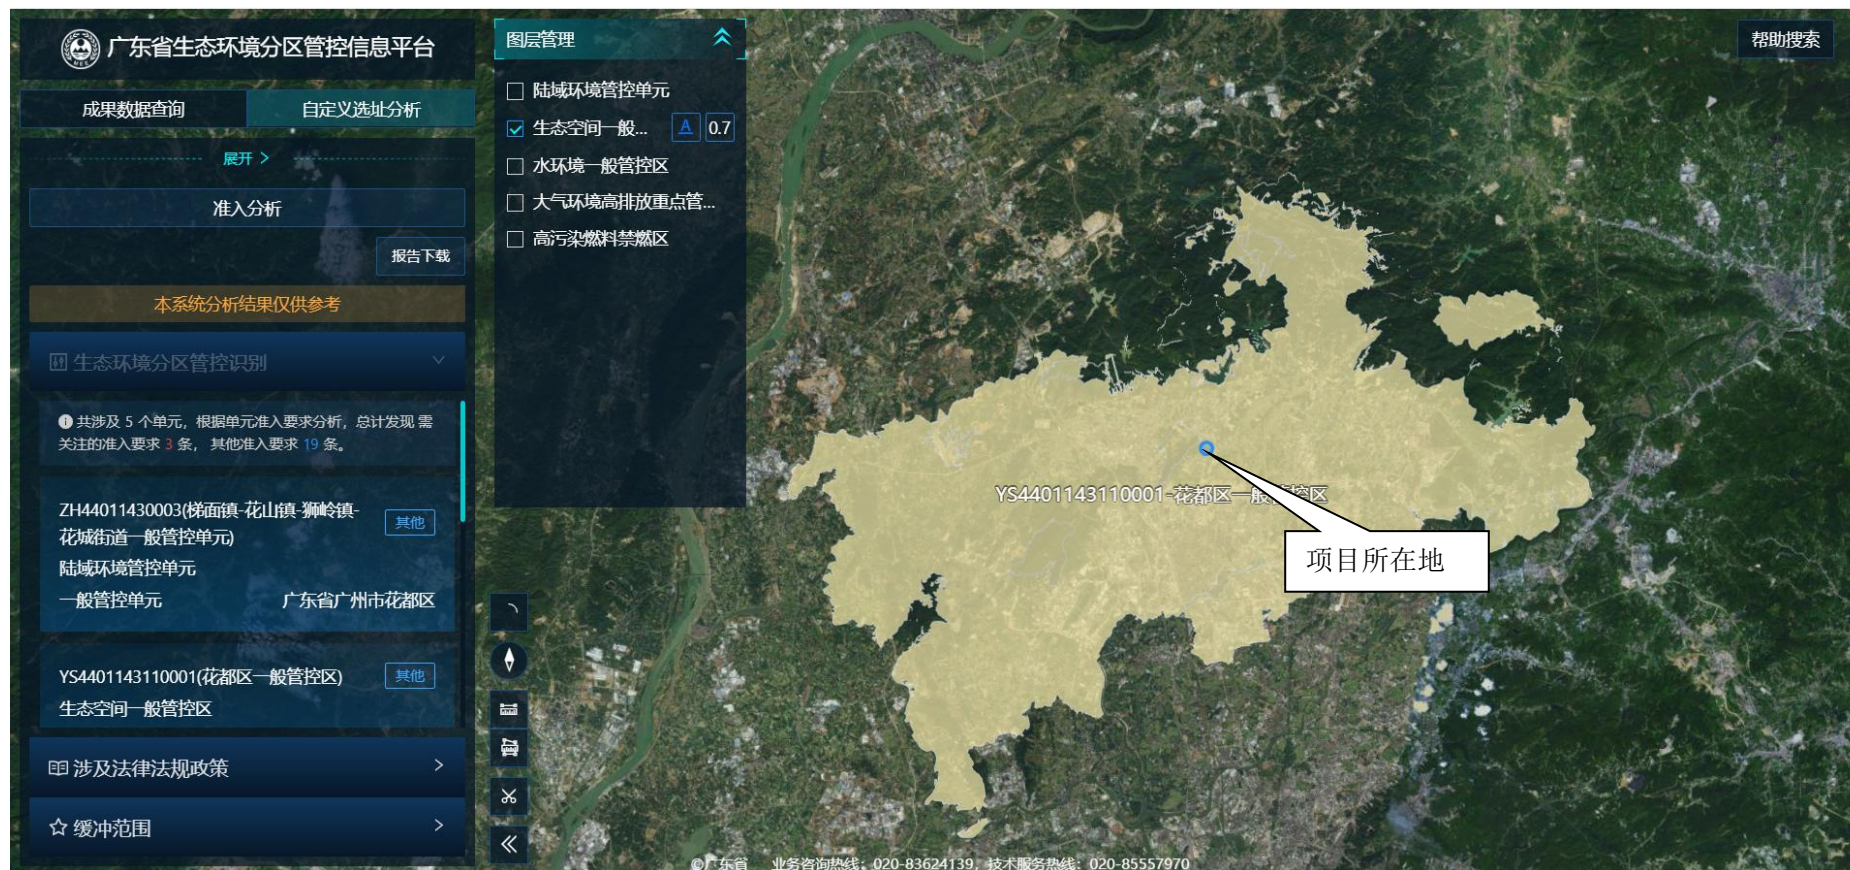 广东省生态环境分区管控信息平台
成果数据查询
自定义选址分析
展开 >
准入分析
报告下载
本系统分析结果仅供参考
生态环境分区管控识别
共涉及 5 个单元，根据单元准入要求分析，总计发现 需
关注的准入要求 3 条， 其他准入要求 19 条。
ZH44011430003(梯面镇-花山镇-狮岭镇-
花城街道一般管控单元)
其他
陆域环境管控单元
一般管控单元
广东省广州市花都区
YS4401143110001(花都区一般管控区)
其他
生态空间一般管控区
涉及法律法规政策
缓冲范围
图层管理
陆域环境管控单元
生态空间一般...
A
0.7
水环境一般管控区
大气环境高排放重点管...
高污染燃料禁燃区
帮助搜索
YS4401143110001-花都区一般管控区
项目所在地
©广东省 业务咨询热线：020-83624139，技术服务热线：020-85557970